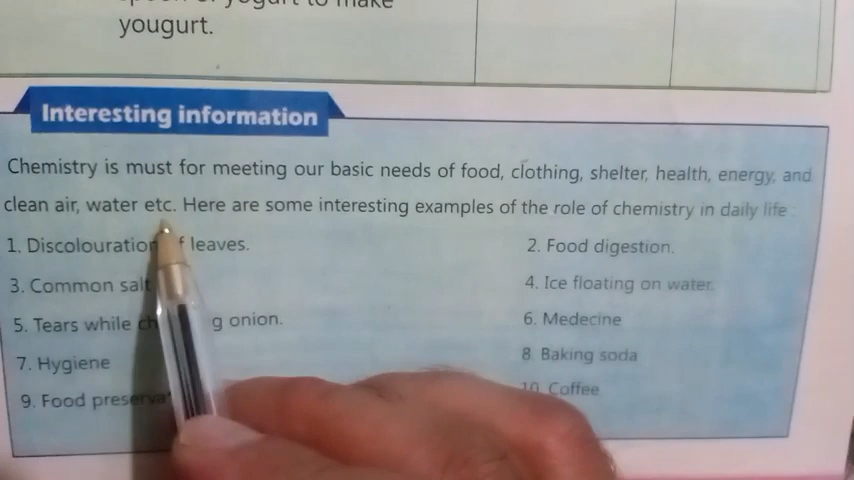 to make
yougurt.
Interesting information
Chemistry is must for meeting our basic needs of food, clothing, shelter, health, energy, and
clean air, water etc. Here are some interesting examples of the role of chemistry in daily life
1. Discolouration of leaves.
2. Food digestion.
3. Common salt
4. Ice floating on water.
5. Tears while onion.
6. Medecine
7. Hygiene
8. Baking soda
9. Food
10. Coffee